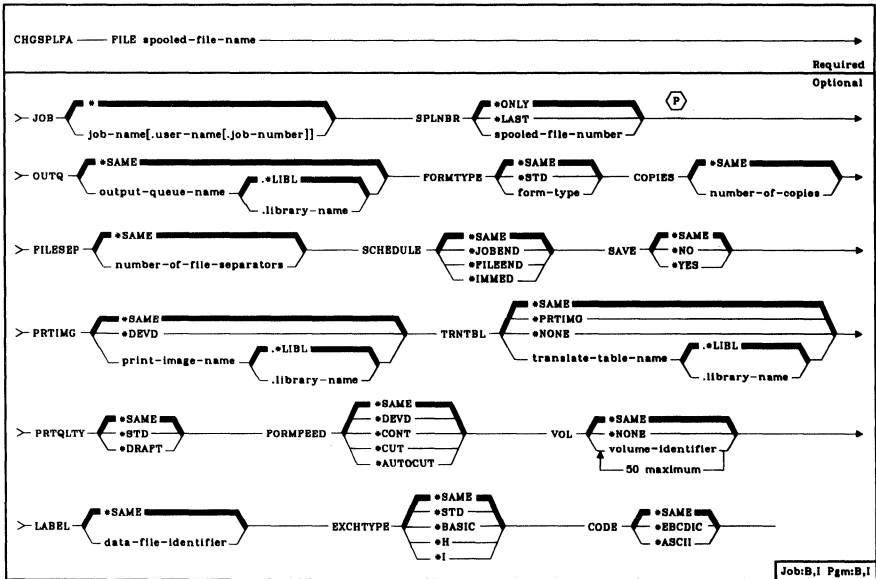 CHGSPLFA FILE spooled-file-name
Required
Optional
*
JOB
job-name[.user-name[.job-number]]
SPLNBR
*ONLY
*LAST
spooled-file-number
P
OUTQ
*SAME
output-queue-name
.*LIBL
.library-name
FORMTYPE
*SAME
*STD
form-type
COPIES
*SAME
number-of-copies
FILESEP
*SAME
number-of-file-separators
SCHEDULE
*SAME
*JOBEND
*FILEEND
*IMMED
SAVE
*SAME
*NO
*YES
PRTIMG
*SAME
*DEVD
print-image-name
.*LIBL
.library-name
TRNTBL
*SAME
*PRTIMG
*NONE
translate-table-name
.*LIBL
.library-name
PRTQLTY
*SAME
*STD
*DRAFT
FORMFEED
*SAME
*DEVD
*CONT
*CUT
*AUTOCUT
VOL
*SAME
*NONE
volume-identifier
50 maximum
LABEL
*SAME
data-file-identifier
EXCHTYPE
*SAME
*STD
*BASIC
*H
*I
CODE
*SAME
*EBCDIC
*ASCII
Job:B,I Pgm:B,I